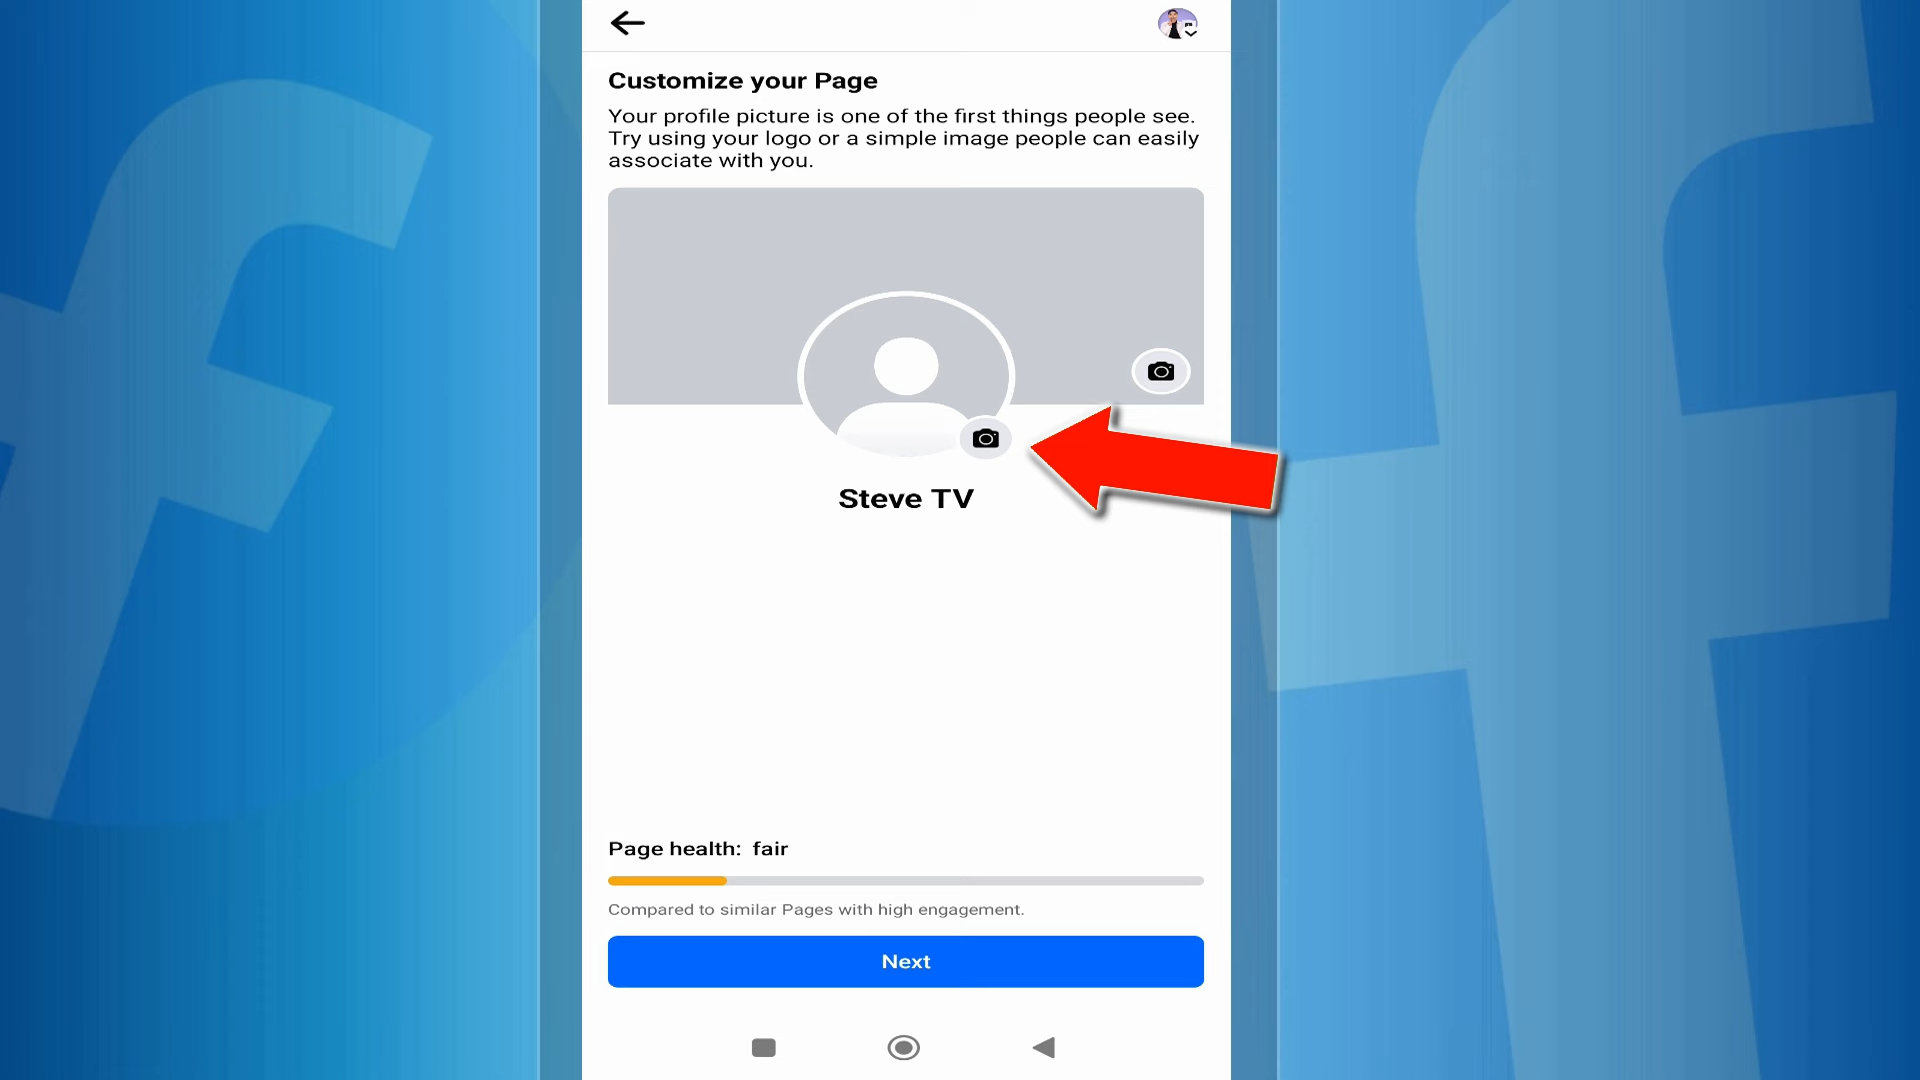 Customize your Page
Your profile picture is one of the first things people see.
Try using your logo or a simple image people can easily
associate with you.
Steve TV
Page health: fair
Compared to similar Pages with high engagement.
Next